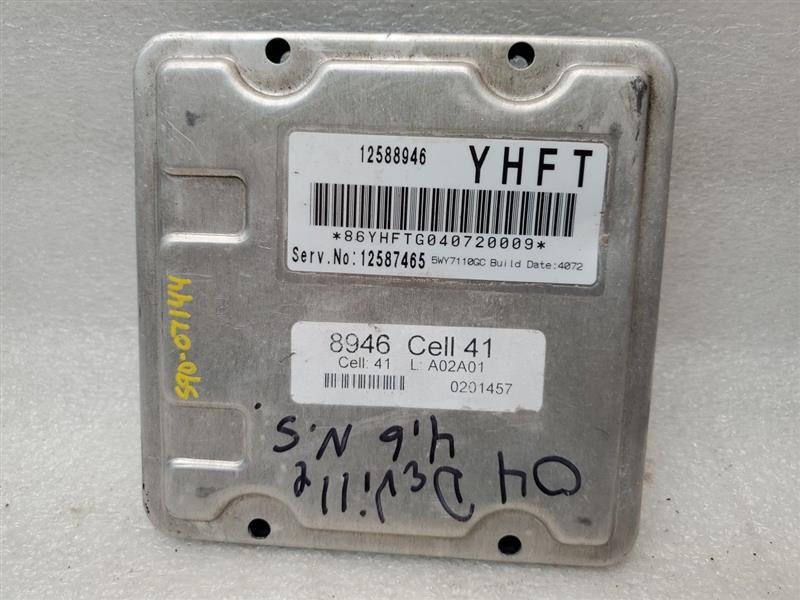 12588946 YHFT
*86YHFTG040720009*
Serv.No: 12587465 5WY7110GC Build Date: 4072
8946 Cell 41
Cell: 41 L: A02A01
0201457
590-07144
04 DeVille
4.6 N.S.